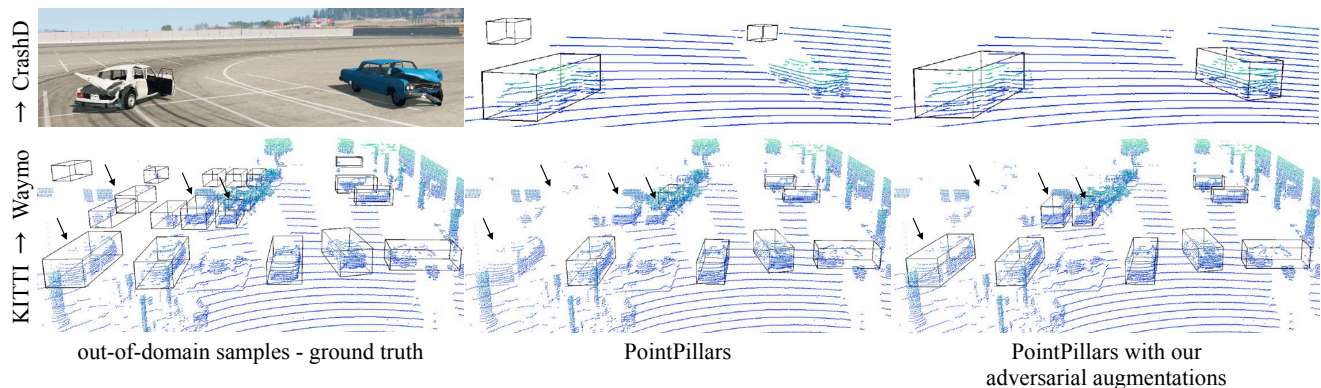 → CrashD
KITTI → Waymo
out-of-domain samples - ground truth
PointPillars
PointPillars with our
adversarial augmentations